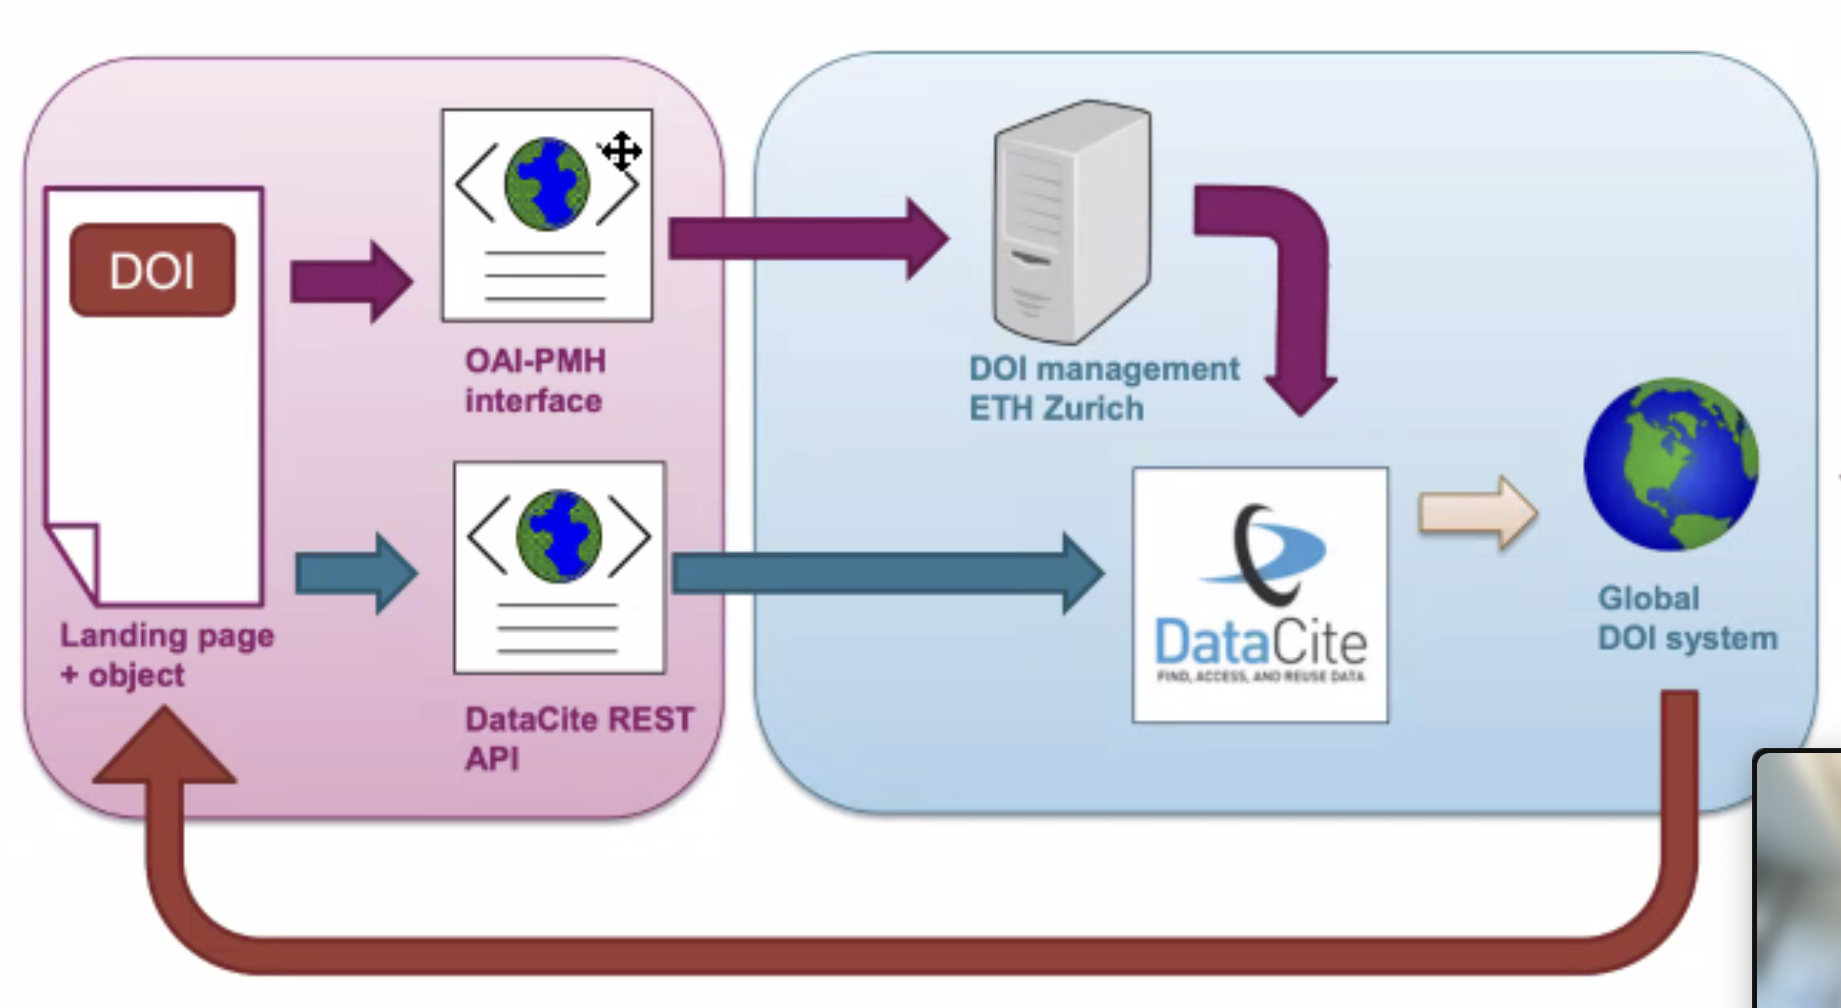 DOI
Landing page
+ object
OAI-PMH
interface
DataCite REST
API
DOI management
ETH Zurich
DataCite
FIND, ACCESS, AND REUSE DATA
Global
DOI system